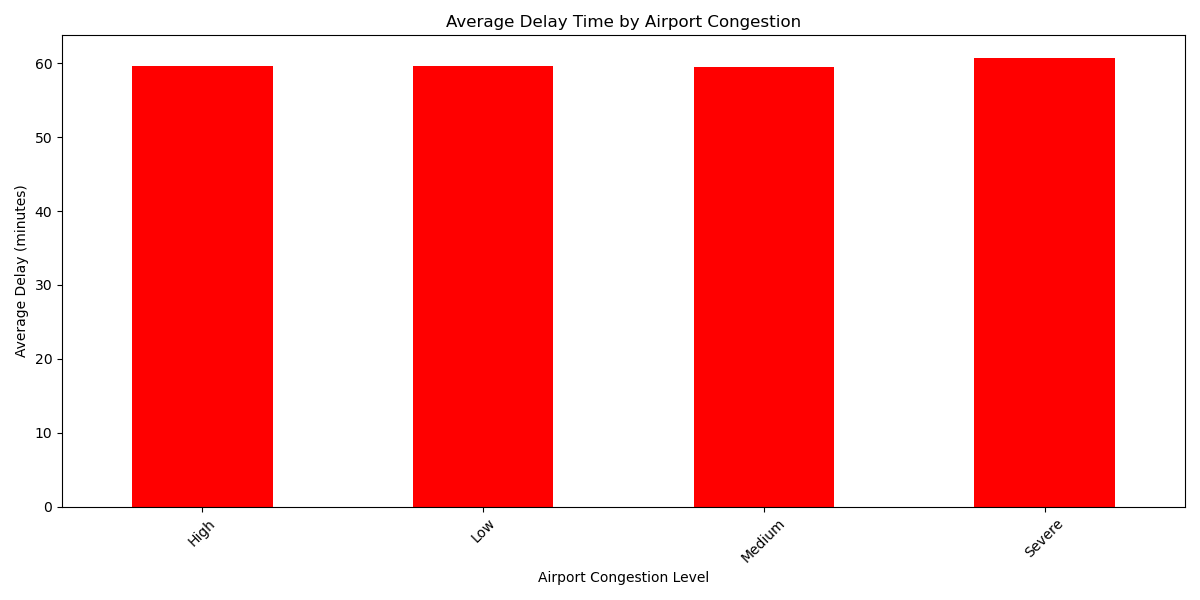 Average Delay Time by Airport Congestion
Average Delay (minutes)
60
50
40
30
20
10
0
High
Low
Medium
Severe
Airport Congestion Level